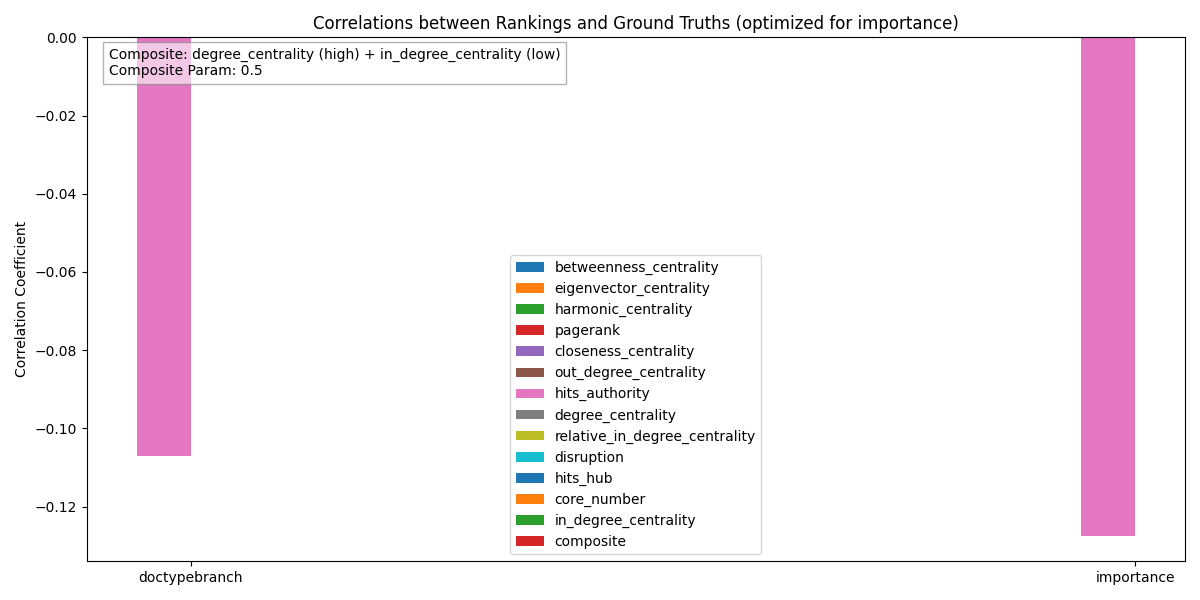 Correlations between Rankings and Ground Truths (optimized for importance)
Composite: degree_centrality (high) + in_degree_centrality (low)
Composite Param: 0.5
Correlation Coefficient
0.00
−0.02
−0.04
−0.06
−0.08
−0.10
−0.12
betweenness_centrality
eigenvector_centrality
harmonic_centrality
pagerank
closeness_centrality
out_degree_centrality
hits_authority
degree_centrality
relative_in_degree_centrality
disruption
hits_hub
core_number
in_degree_centrality
composite
doctypebranch
importance